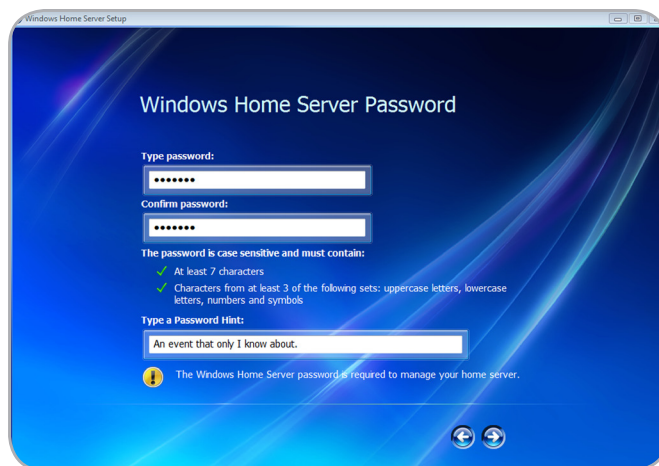 Windows Home Server Setup
Windows Home Server Password
Type password:
•••••••
Confirm password:
•••••••
The password is case sensitive and must contain:
At least 7 characters
Characters from at least 3 of the following sets: uppercase letters, lowercase
letters, numbers and symbols
Type a Password Hint:
An event that only I know about.
The Windows Home Server password is required to manage your home server.